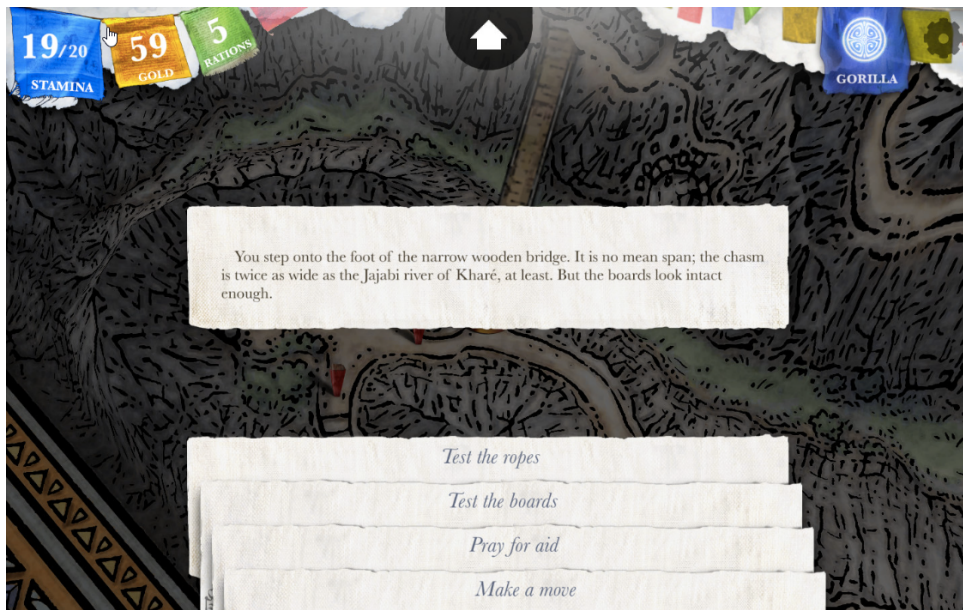 19/20
STAMINA
59
GOLD
5
RATIONS
GORILLA
You step onto the foot of the narrow wooden bridge. It is no mean span; the chasm
is twice as wide as the Jajabi river of Kharé, at least. But the boards look intact
enough.
Test the ropes
Test the boards
Pray for aid
Make a move